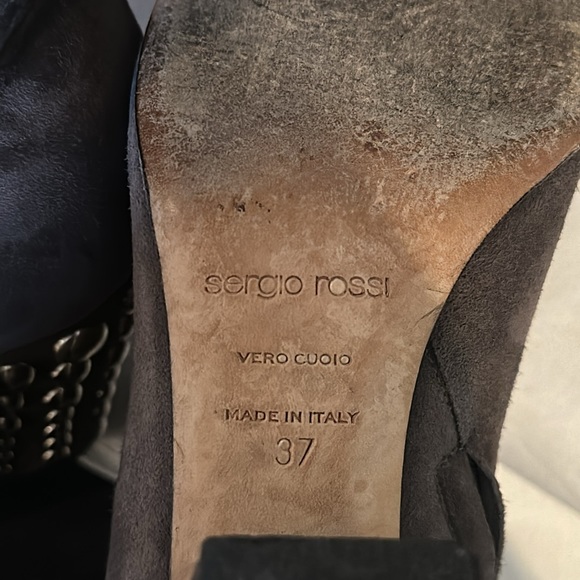 sergio rossi
VERO CUOIO
MADE IN ITALY
37